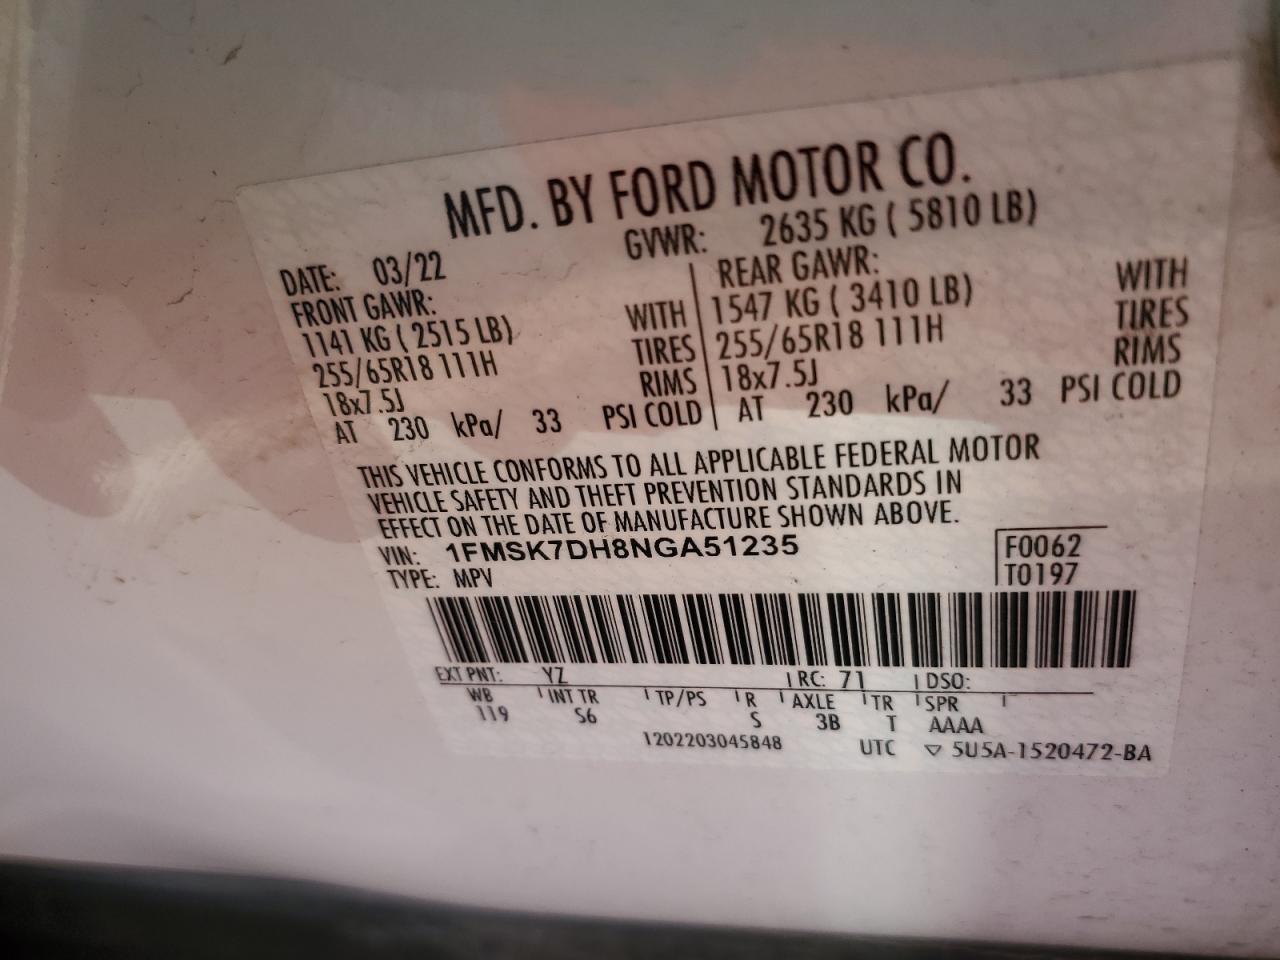 MFD. BY FORD MOTOR CO.
DATE: 03/22 GVWR: 2635 KG ( 5810 LB)
FRONT GAWR: REAR GAWR:
1141 KG ( 2515 LB) WITH 1547 KG ( 3410 LB) WITH
255/65R18 111H TIRES 255/65R18 111H TIRES
18x7.5J RIMS 18x7.5J RIMS
AT 230 kPa/ 33 PSI COLD AT 230 kPa/ 33 PSI COLD
THIS VEHICLE CONFORMS TO ALL APPLICABLE FEDERAL MOTOR
VEHICLE SAFETY AND THEFT PREVENTION STANDARDS IN
EFFECT ON THE DATE OF MANUFACTURE SHOWN ABOVE.
VIN: 1FMSK7DH8NGA51235 F0062
TYPE: MPV T0197
EXT PNT: YZ RC: 71 DSO:
WB INT TR TP/PS R AXLE TR SPR
119 S6 S 3B T AAAA
1202203045848 UTC ▽ 5U5A-1520472-BA